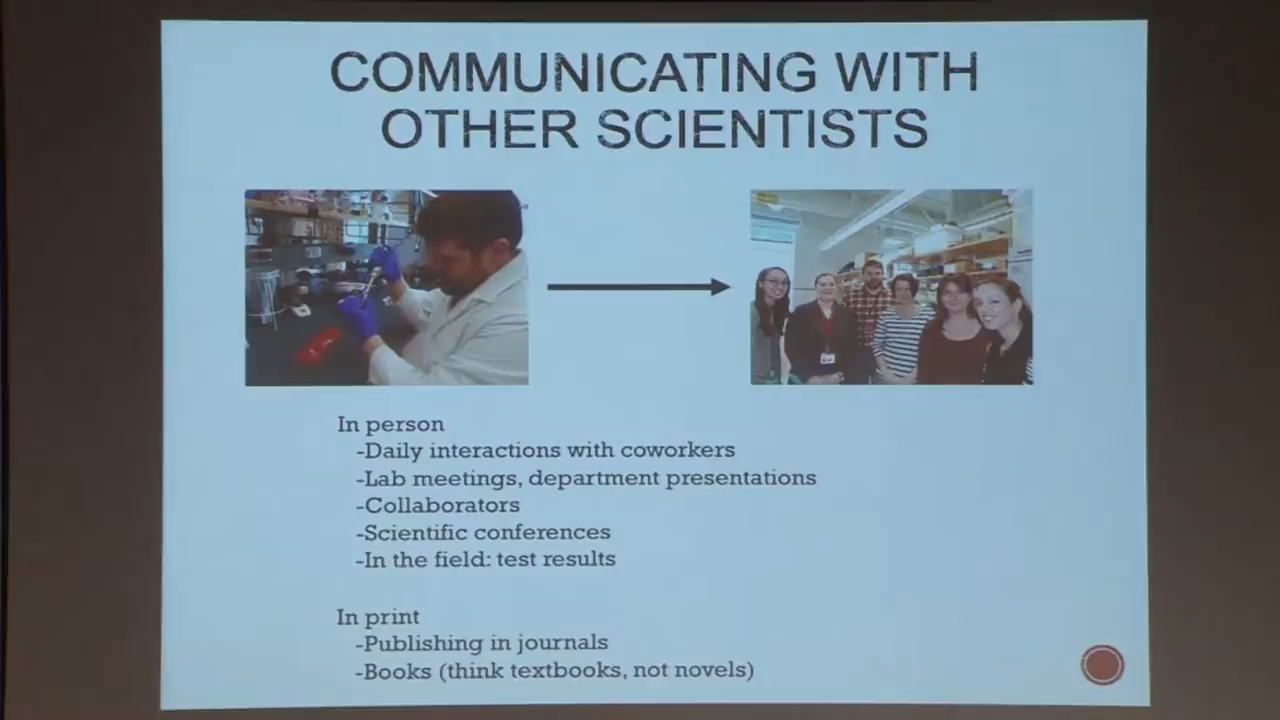 COMMUNICATING WITH
OTHER SCIENTISTS
In person
-Daily interactions with coworkers
-Lab meetings, department presentations
-Collaborators
-Scientific conferences
-In the field: test results
In print
-Publishing in journals
-Books (think textbooks, not novels)